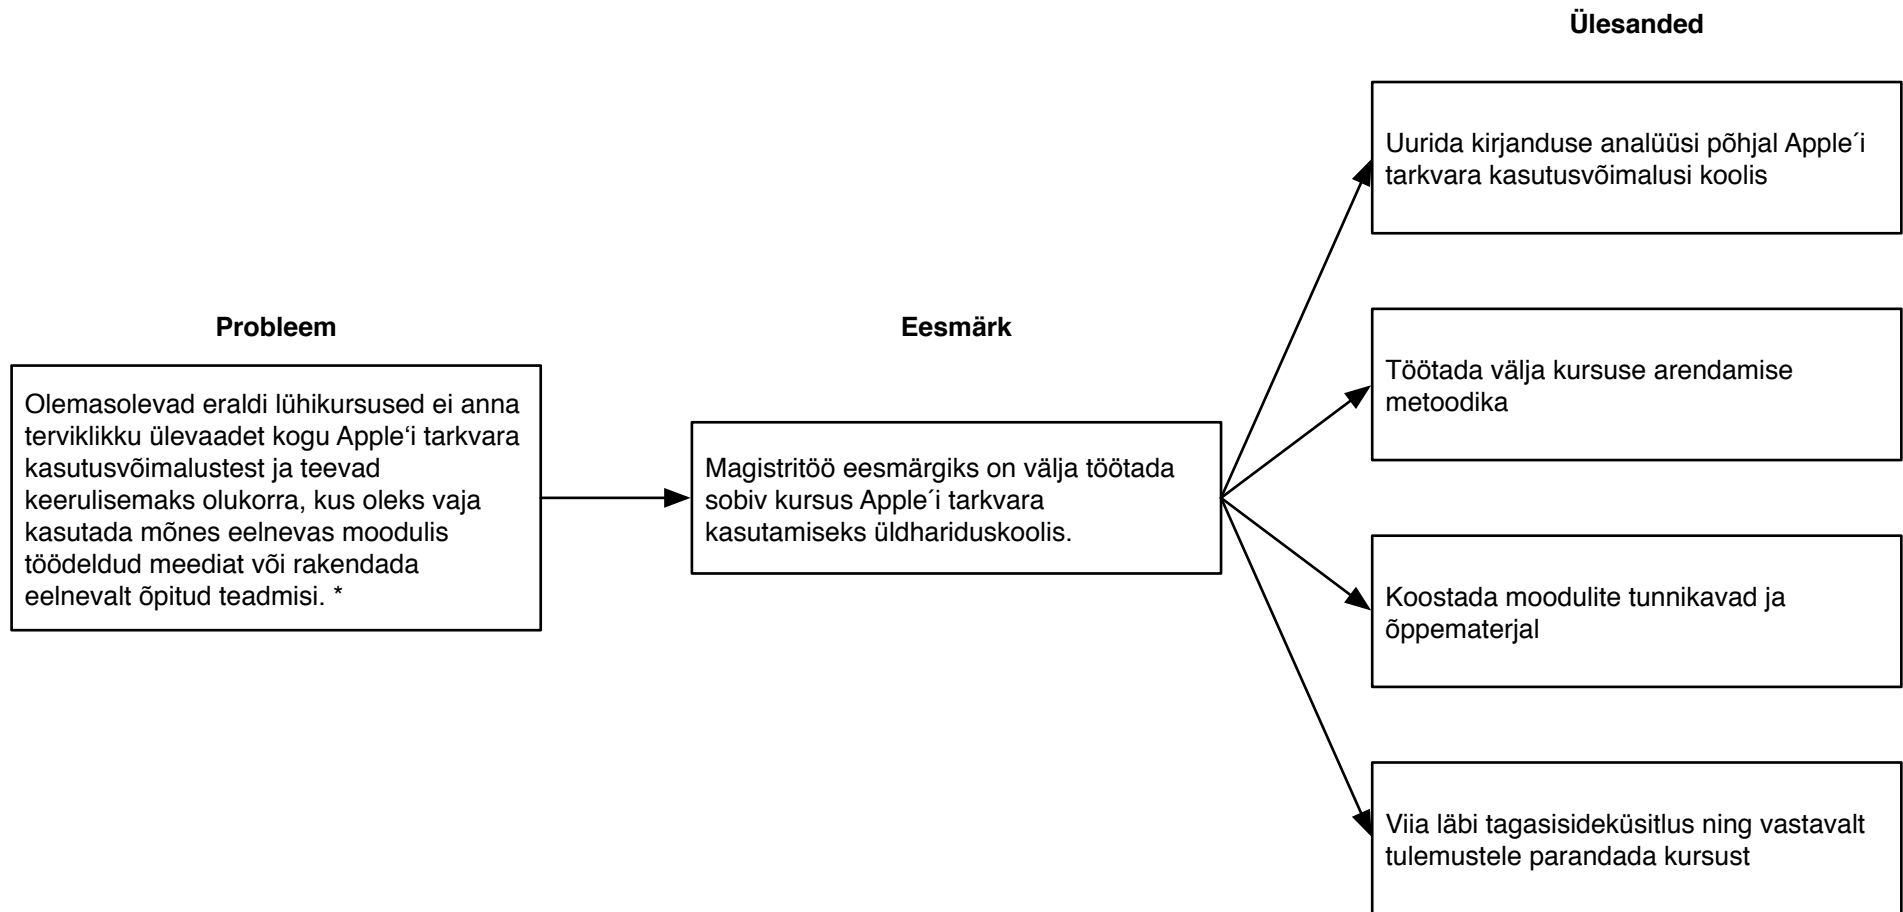 Probleem
Olemasolevad eraldi lühikursused ei anna
terviklikku ülevaadet kogu Apple‘i tarkvara
kasutusvõimalustest ja teevad
keerulisemaks olukorra, kus oleks vaja
kasutada mõnes eelnevas moodulis
töödeldud meediat või rakendada
eelnevalt õpitud teadmisi. *
Eesmärk
Magistritöö eesmärgiks on välja töötada
sobiv kursus Apple´i tarkvara
kasutamiseks üldhariduskoolis.
Ülesanded
Uurida kirjanduse analüüsi põhjal Apple´i
tarkvara kasutusvõimalusi koolis
Töötada välja kursuse arendamise
metoodika
Koostada moodulite tunnikavad ja
õppematerjal
Viia läbi tagasisideküsitlus ning vastavalt
tulemustele parandada kursust